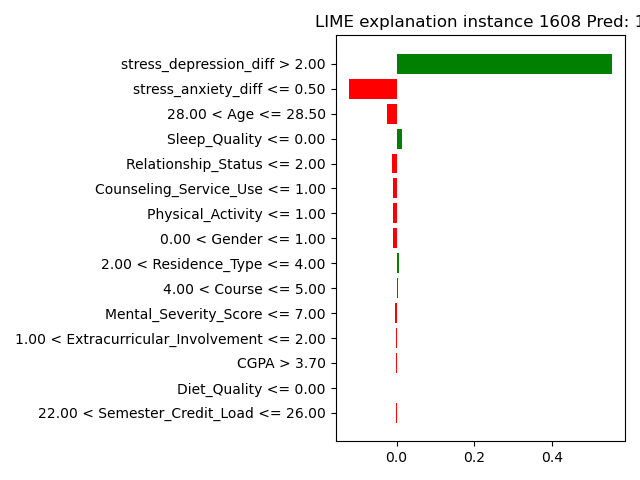 LIME explanation instance 1608 Pred: 1
stress_depression_diff > 2.00
stress_anxiety_diff <= 0.50
28.00 < Age <= 28.50
Sleep_Quality <= 0.00
Relationship_Status <= 2.00
Counseling_Service_Use <= 1.00
Physical_Activity <= 1.00
0.00 < Gender <= 1.00
2.00 < Residence_Type <= 4.00
4.00 < Course <= 5.00
Mental_Severity_Score <= 7.00
1.00 < Extracurricular_Involvement <= 2.00
CGPA > 3.70
Diet_Quality <= 0.00
22.00 < Semester_Credit_Load <= 26.00
0.0 0.2 0.4